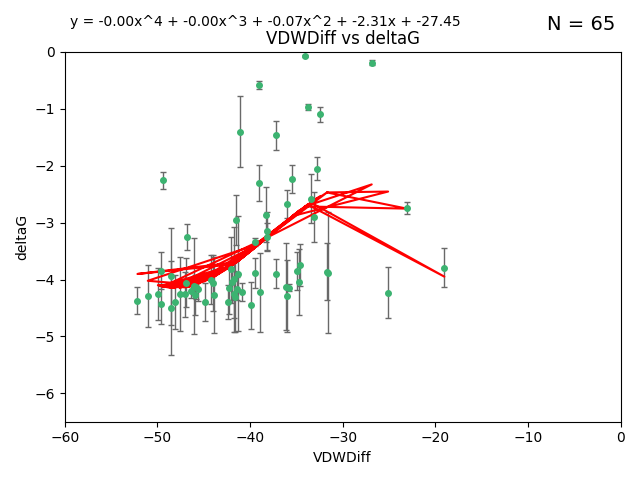 y = -0.00x^4 + -0.00x^3 + -0.07x^2 + -2.31x + -27.45
N = 65
VDWDiff vs deltaG
0
−1
−2
−3
−4
−5
−6
deltaG
−60 −50 −40 −30 −20 −10 0
VDWDiff